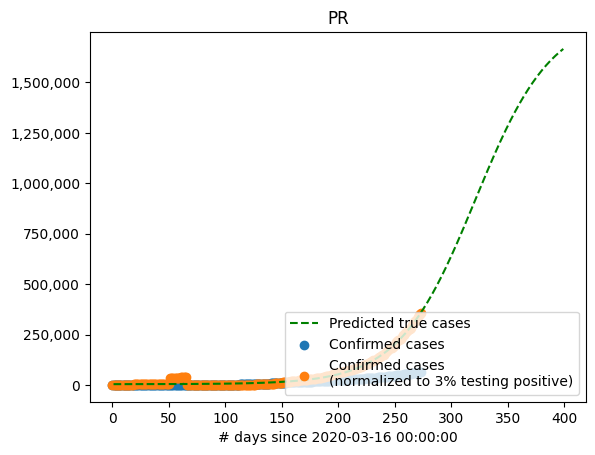 PR
1,500,000
1,250,000
1,000,000
750,000
500,000
250,000
0
Predicted true cases
Confirmed cases
Confirmed cases
(normalized to 3% testing positive)
0 50 100 150 200 250 300 350 400
# days since 2020-03-16 00:00:00